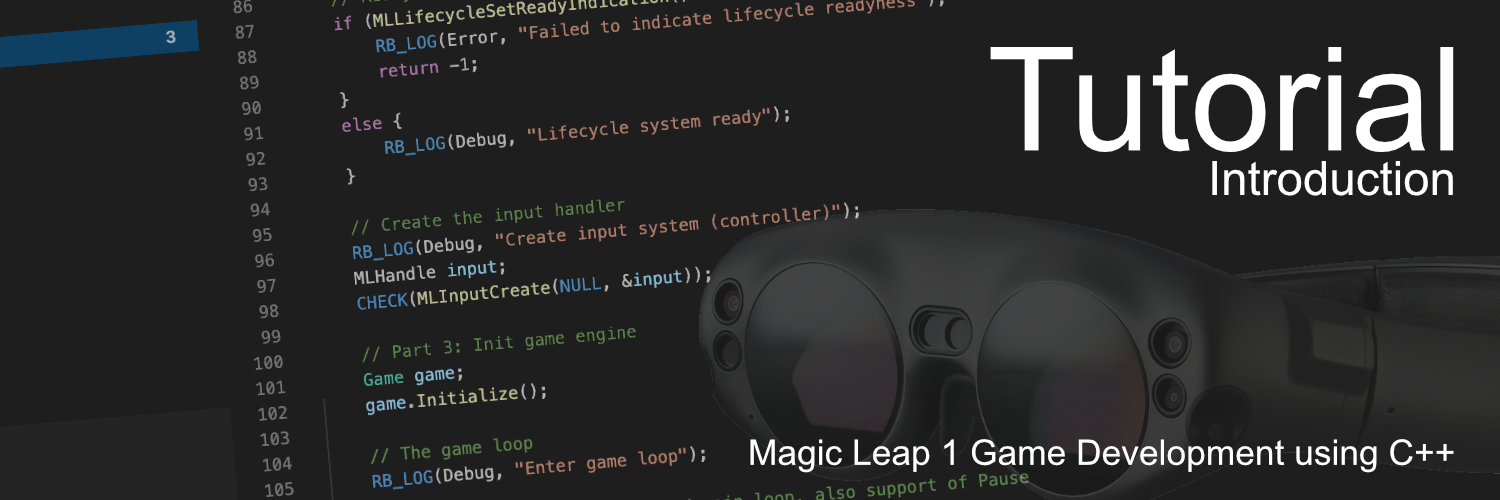 3
86 //
87 if (MLLifecycleSetReadyIndication(
88 RB_LOG(Error, "Failed to indicate lifecycle readyness");
89 return -1;
90 }
91 else {
92 RB_LOG(Debug, "Lifecycle system ready");
93 }
94
95 // Create the input handler
96 RB_LOG(Debug, "Create input system (controller)");
97 MLHandle input;
98 CHECK(MLInputCreate(NULL, &input));
99
100 // Part 3: Init game engine
101 Game game;
102 game.Initialize();
103
104 // The game loop
105 RB_LOG(Debug, "Enter game loop");
loop, also support of Pause
Tutorial
Introduction
Magic Leap 1 Game Development using C++